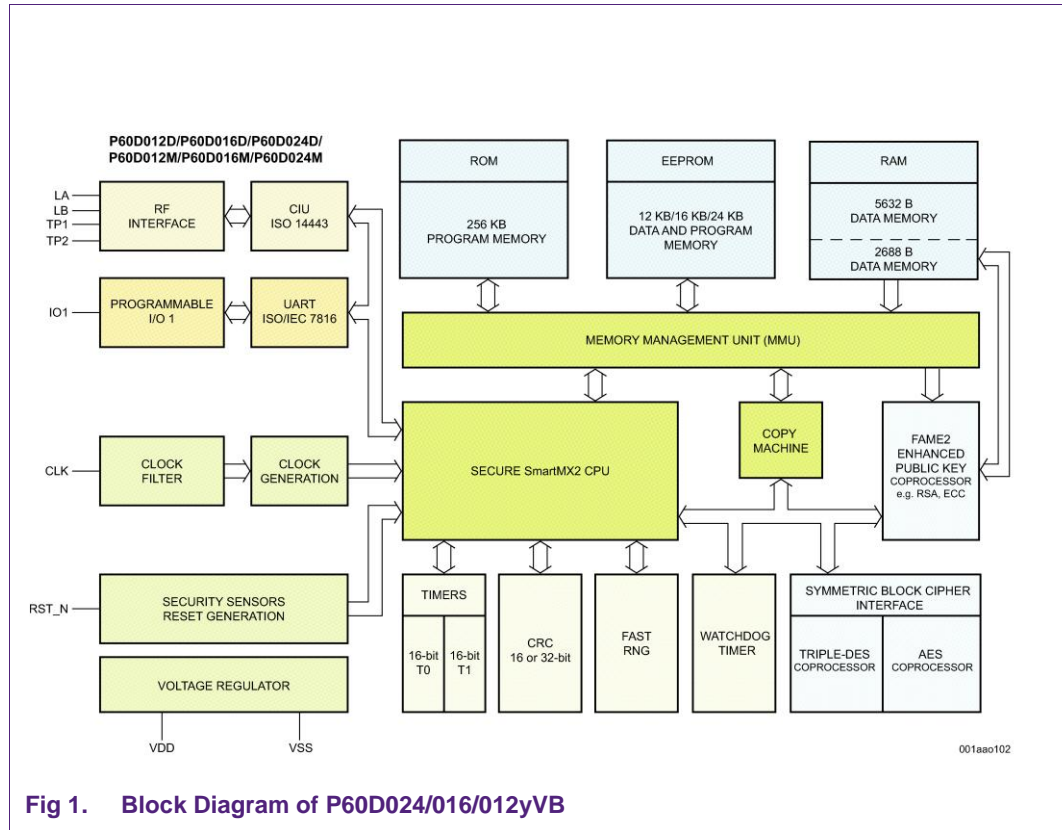 P60D012D/P60D016D/P60D024D/
P60D012M/P60D016M/P60D024M
LA
LB
TP1
TP2
RF
INTERFACE
CIU
ISO 14443
IO1
PROGRAMMABLE
I/O 1
UART
ISO/IEC 7816
CLK
CLOCK
FILTER
CLOCK
GENERATION
RST_N
SECURITY SENSORS
RESET GENERATION
VOLTAGE REGULATOR
VDD
VSS
ROM
256 KB
PROGRAM MEMORY
EEPROM
12 KB/16 KB/24 KB
DATA AND PROGRAM
MEMORY
RAM
5632 B
DATA MEMORY
2688 B
DATA MEMORY
MEMORY MANAGEMENT UNIT (MMU)
SECURE SmartMX2 CPU
COPY
MACHINE
FAME2
ENHANCED
PUBLIC KEY
COPROCESSOR
e.g. RSA, ECC
TIMERS
16-bit
T0
16-bit
T1
CRC
16 or 32-bit
FAST
RNG
WATCHDOG
TIMER
SYMMETRIC BLOCK CIPHER
INTERFACE
TRIPLE-DES
COPROCESSOR
AES
COPROCESSOR
001aao102
Fig 1. Block Diagram of P60D024/016/012yVB